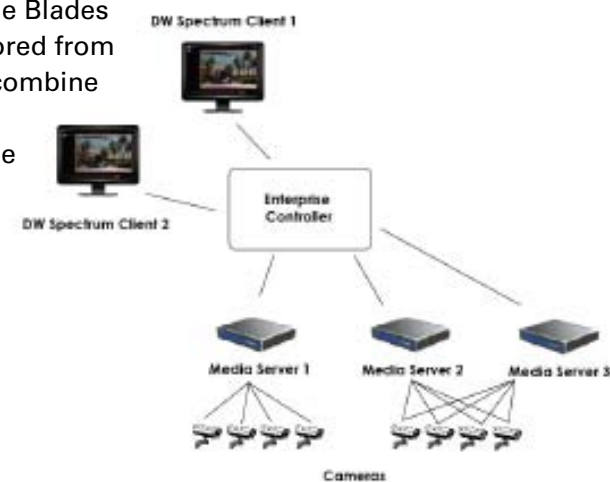 e Blades
ored from
combine
e
DW Spectrum Client 1
DW Spectrum Client 2
Enterprise
Controller
Media Server 1
Media Server 2
Media Server 3
Cameras